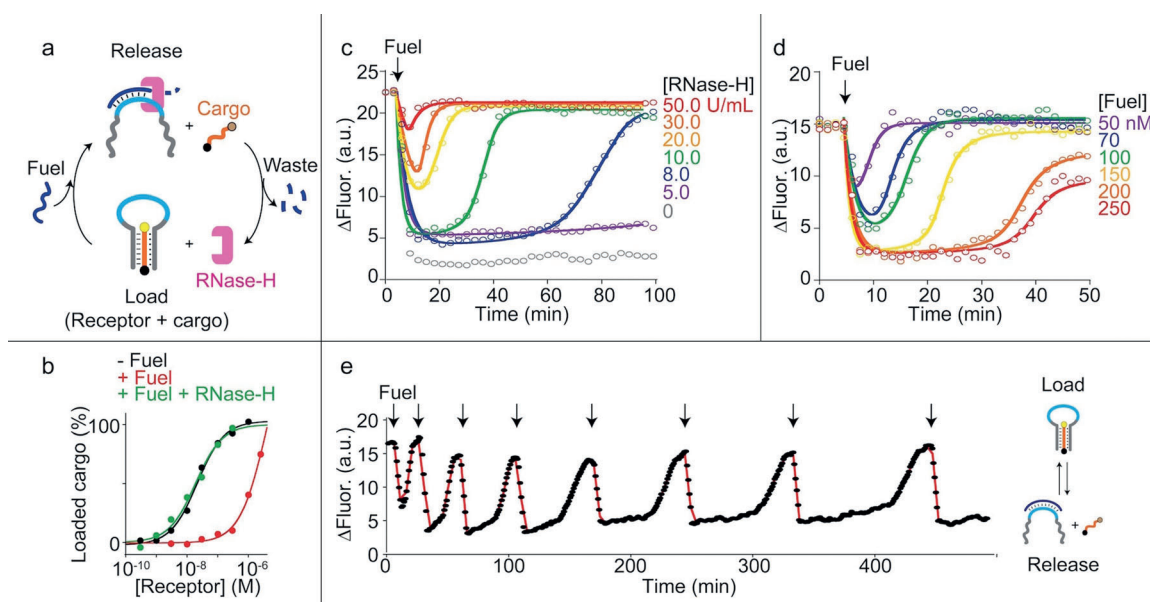 a
Release
Cargo
+
Fuel
Waste
+
RNase-H
Load
(Receptor + cargo)
b
- Fuel
+ Fuel
+ Fuel + RNase-H
Loaded cargo (%)
100
50
0
10⁻¹⁰ 10⁻⁸ 10⁻⁶
[Receptor] (M)
c
Fuel
ΔFluor. (a.u.)
25
20
15
10
5
0
0 20 40 60 80 100
Time (min)
[RNase-H]
50.0 U/mL
30.0
20.0
10.0
8.0
5.0
0
d
Fuel
ΔFluor. (a.u.)
20
15
10
5
0
0 10 20 30 40 50
Time (min)
[Fuel]
50 nM
70
100
150
200
250
e
Fuel
ΔFluor. (a.u.)
20
15
10
5
0
0 100 200 300 400
Time (min)
Load
+
Release